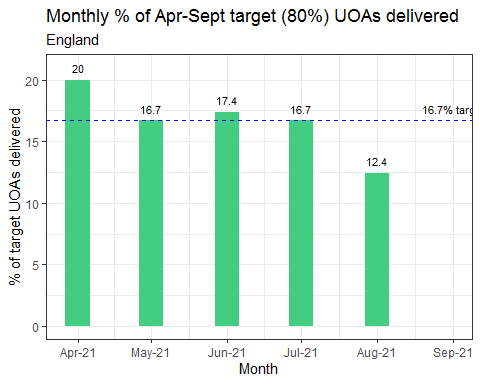 Monthly % of Apr-Sept target (80%) UOAs delivered
England
% of target UOAs delivered
20
15
10
5
0
20
16.7
17.4
16.7
12.4
16.7% targ
Apr-21
May-21
Jun-21
Jul-21
Aug-21
Sep-21
Month